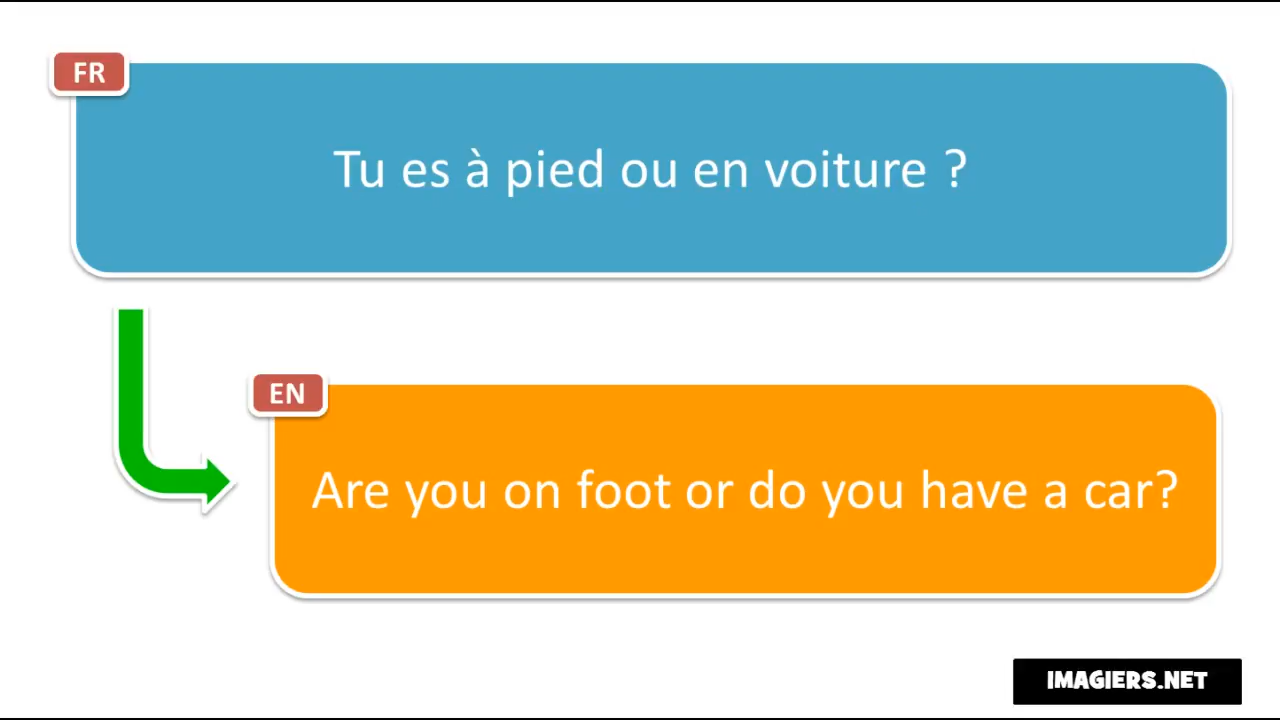 FR
Tu es à pied ou en voiture ?
EN
Are you on foot or do you have a car?
IMAGIERS.NET